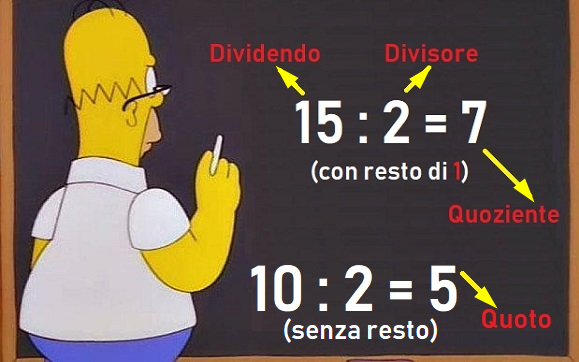 Dividendo Divisore
15 : 2 = 7
(con resto di 1)
Quoziente
10 : 2 = 5
Quoto
(senza resto)